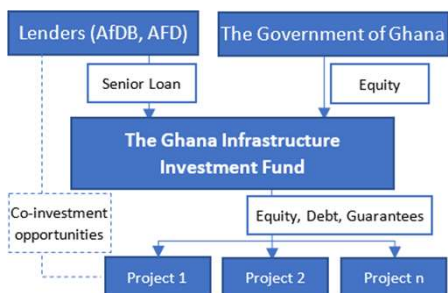 Lenders (AfDB, AFD)
The Government of Ghana
Senior Loan
Equity
The Ghana Infrastructure
Investment Fund
Co-investment
opportunities
Equity, Debt, Guarantees
Project 1
Project 2
Project n